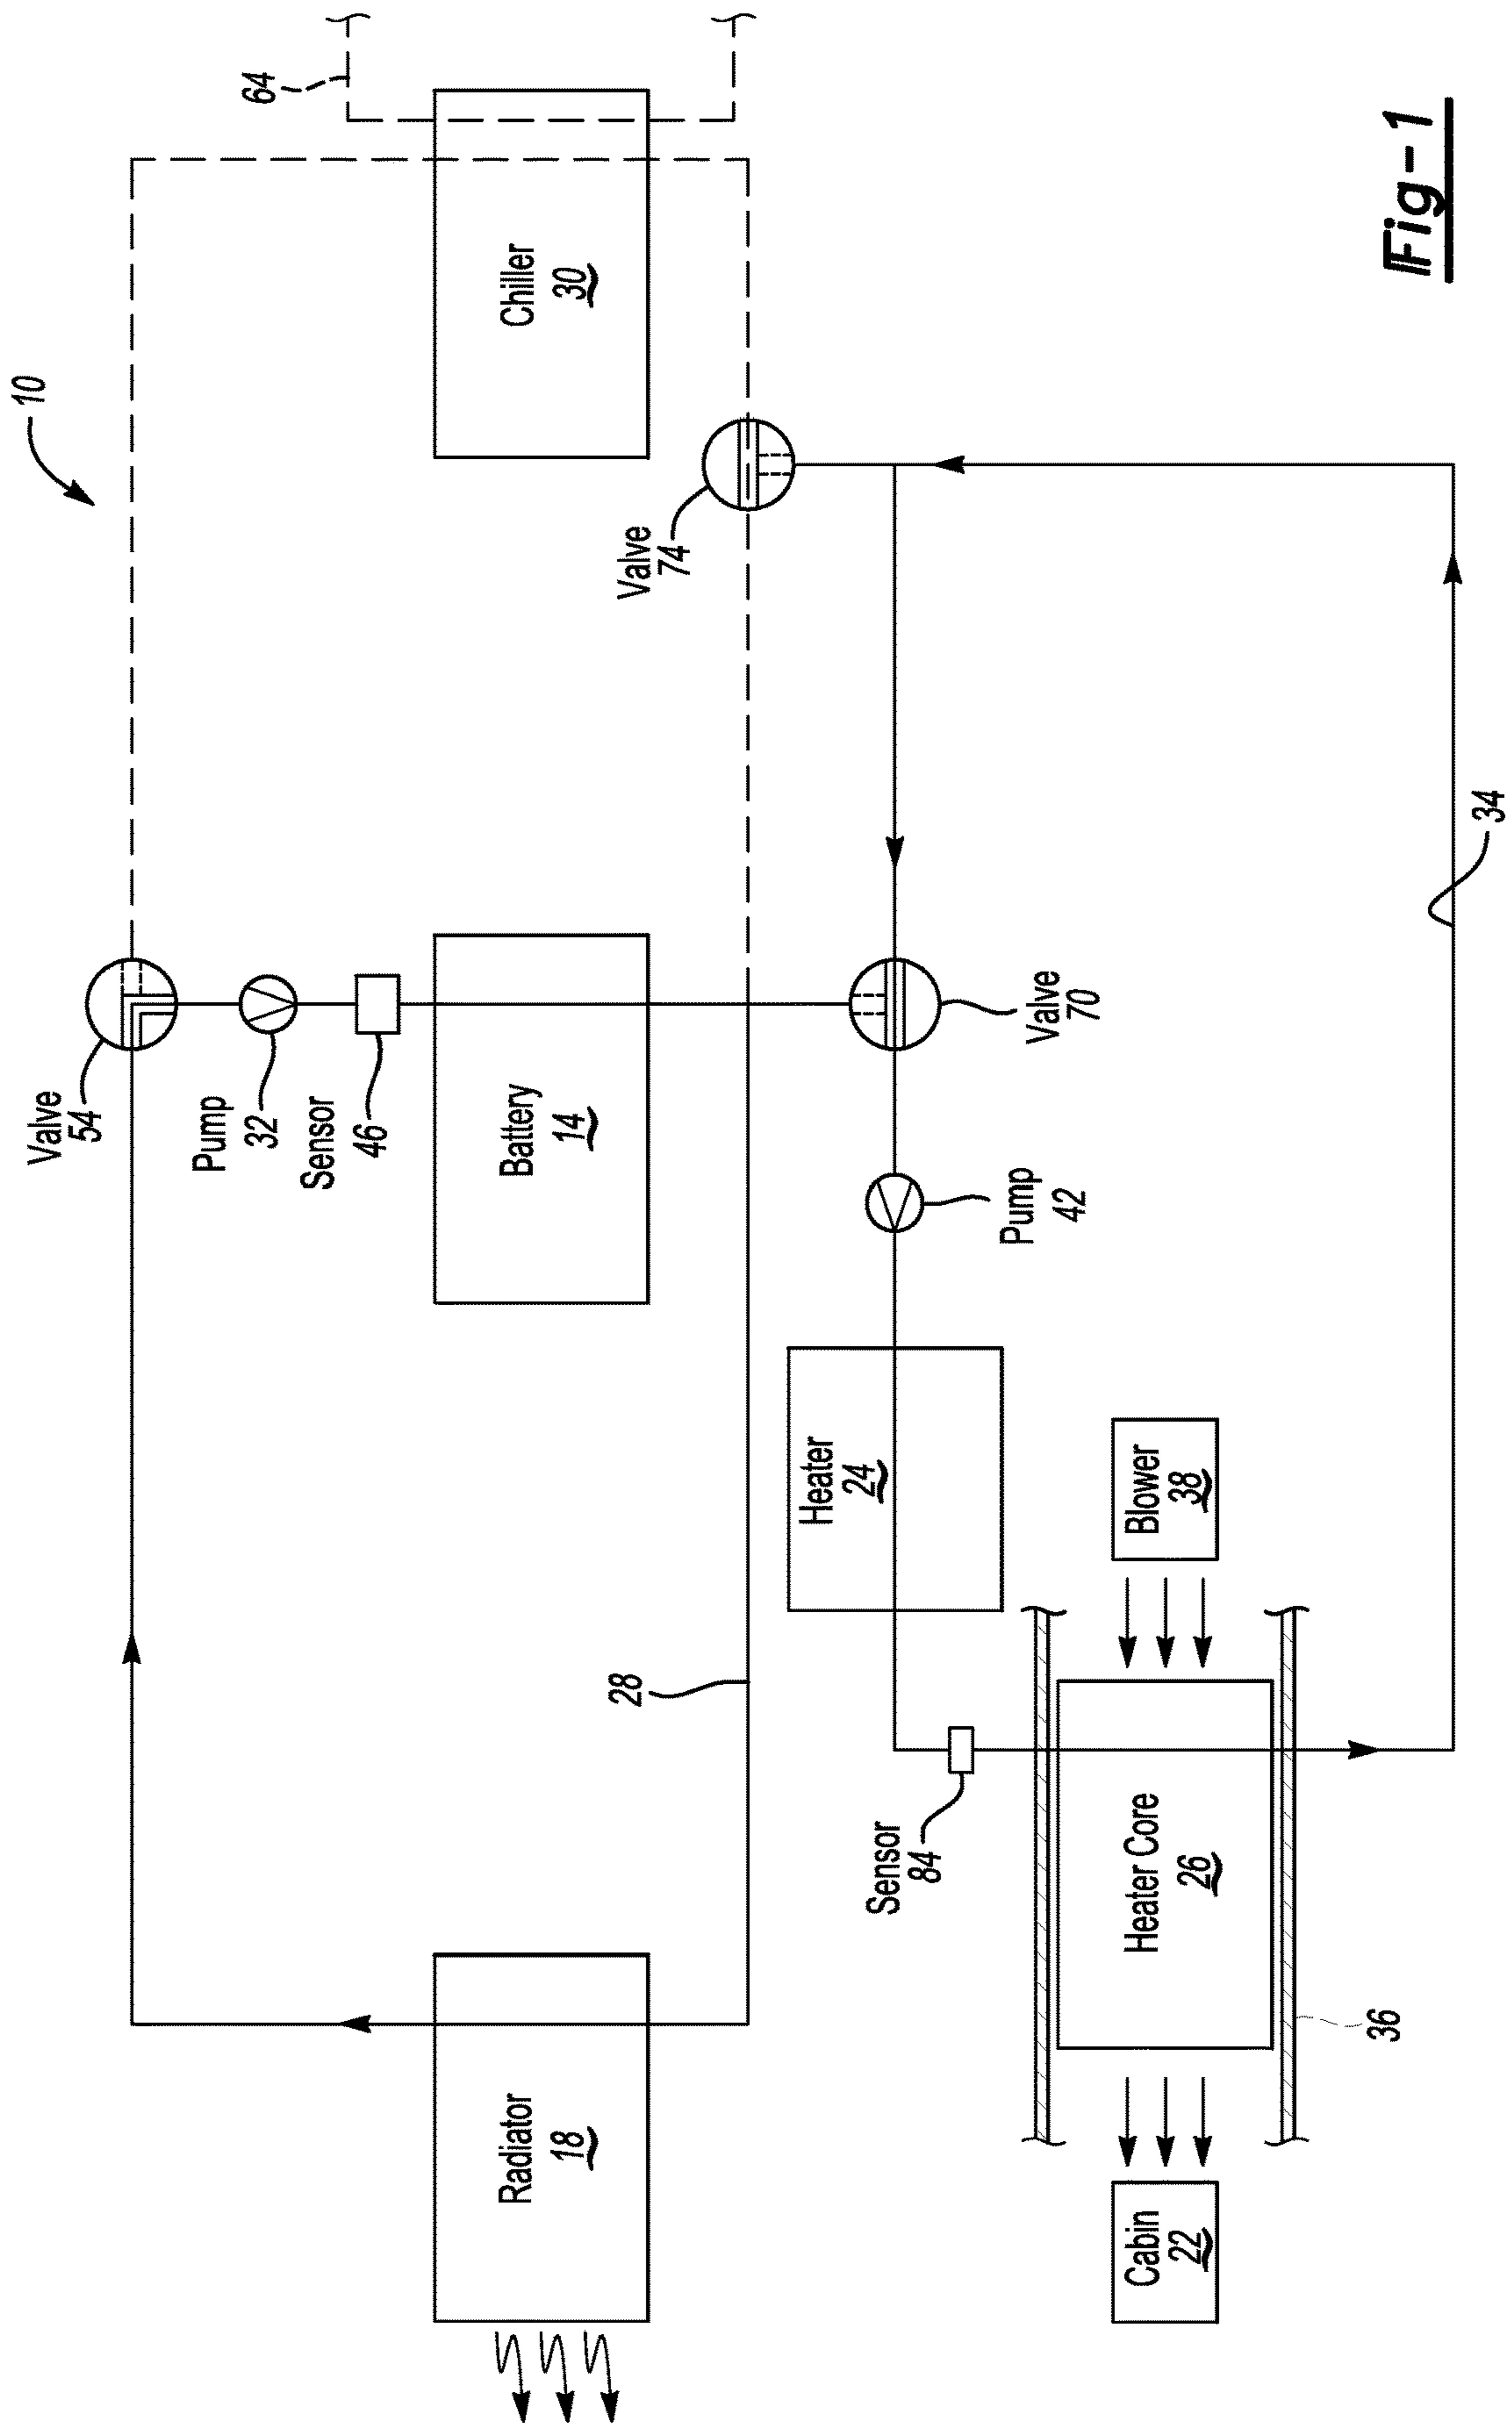 10
Valve
54
Pump
32
64
Sensor
46
Radiator
18
Battery
14
Chiller
30
28
Valve
74
Heater
24
Sensor
84
Pump
42
Valve
70
Cabin
22
Heater Core
26
Blower
38
36
34
Fig-1